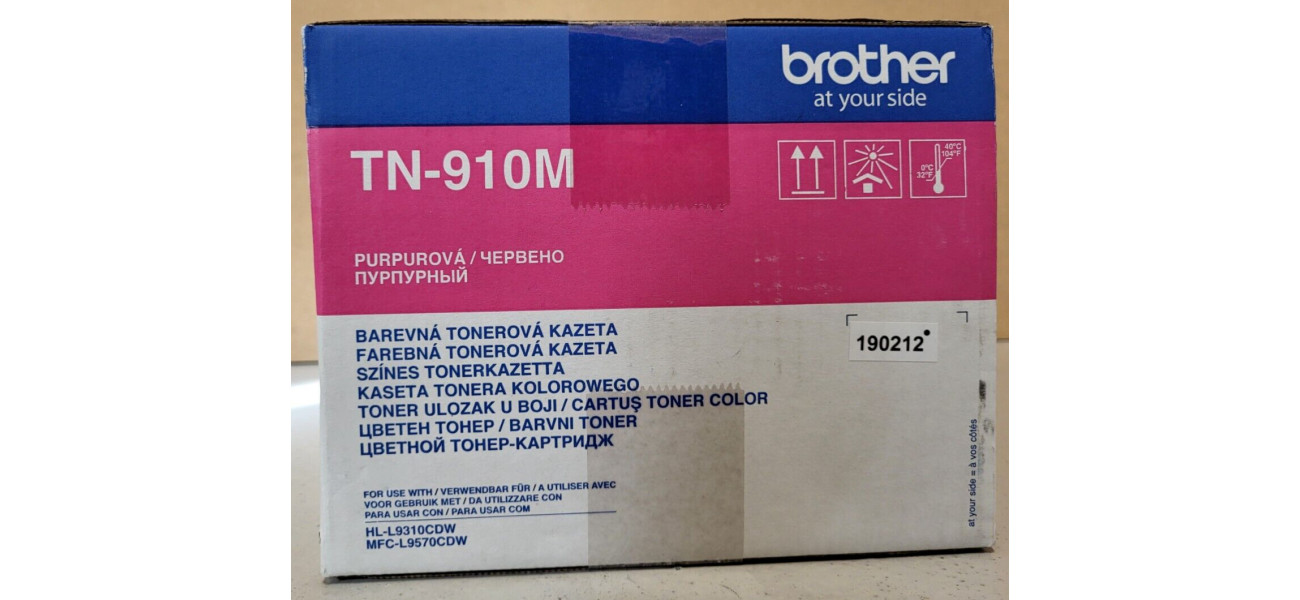 brother
at your side
TN-910M
40°C
104°F
0°C
32°F
PURPUROVÁ / ЧЕРВЕНО
ПУРПУРНЫЙ
BAREVNÁ TONEROVÁ KAZETA
FAREBNÁ TONEROVÁ KAZETA
SZÍNES TONERKAZETTA
KASETA TONERA KOLOROWEGO
TONER ULOZAK U BOJI / CARTUŞ TONER COLOR
ЦВЕТЕН ТОНЕР / BARVNI TONER
ЦВЕТНОЙ ТОНЕР-КАРТРИДЖ
190212
FOR USE WITH / VERWENDBAR FÜR / A UTILISER AVEC
VOOR GEBRUIK MET / DA UTILIZZARE CON
PARA USAR CON / PARA USAR COM
HL-L9310CDW
MFC-L9570CDW
at your side = à vos côtés